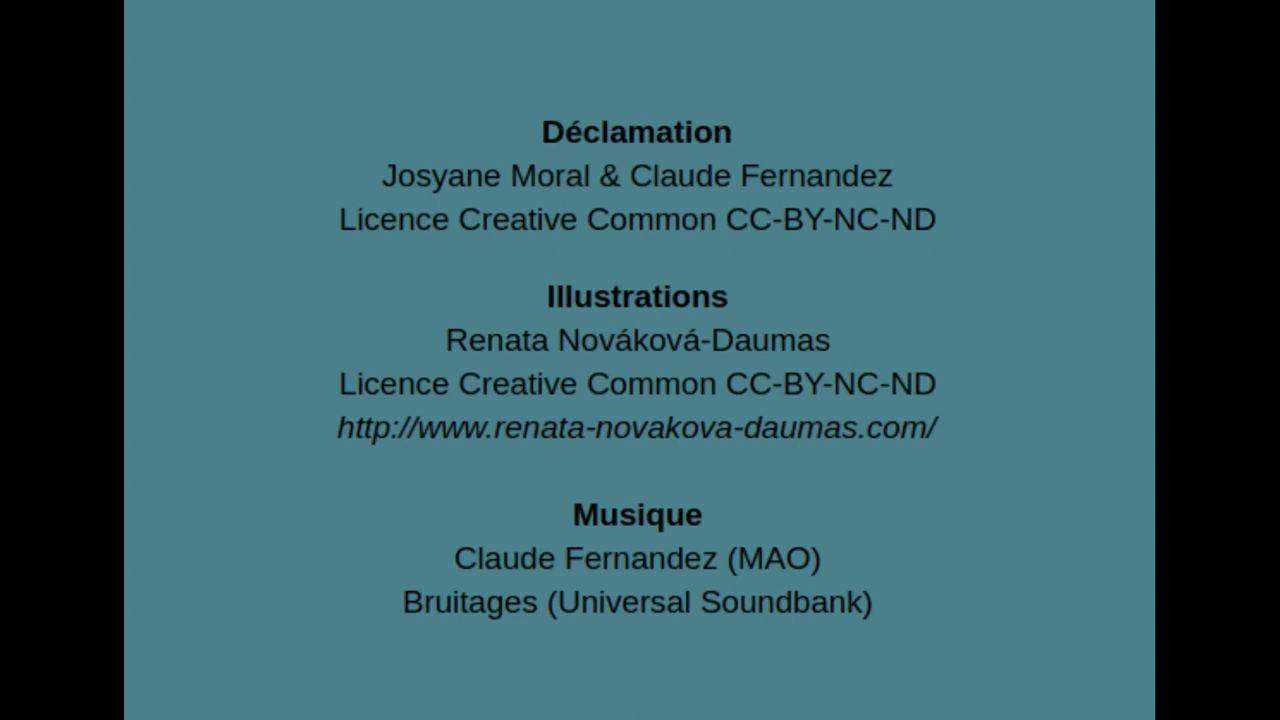 Déclamation
Josyane Moral & Claude Fernandez
Licence Creative Common CC-BY-NC-ND
Illustrations
Renata Nováková-Daumas
Licence Creative Common CC-BY-NC-ND
http://www.renata-novakova-daumas.com/
Musique
Claude Fernandez (MAO)
Bruitages (Universal Soundbank)